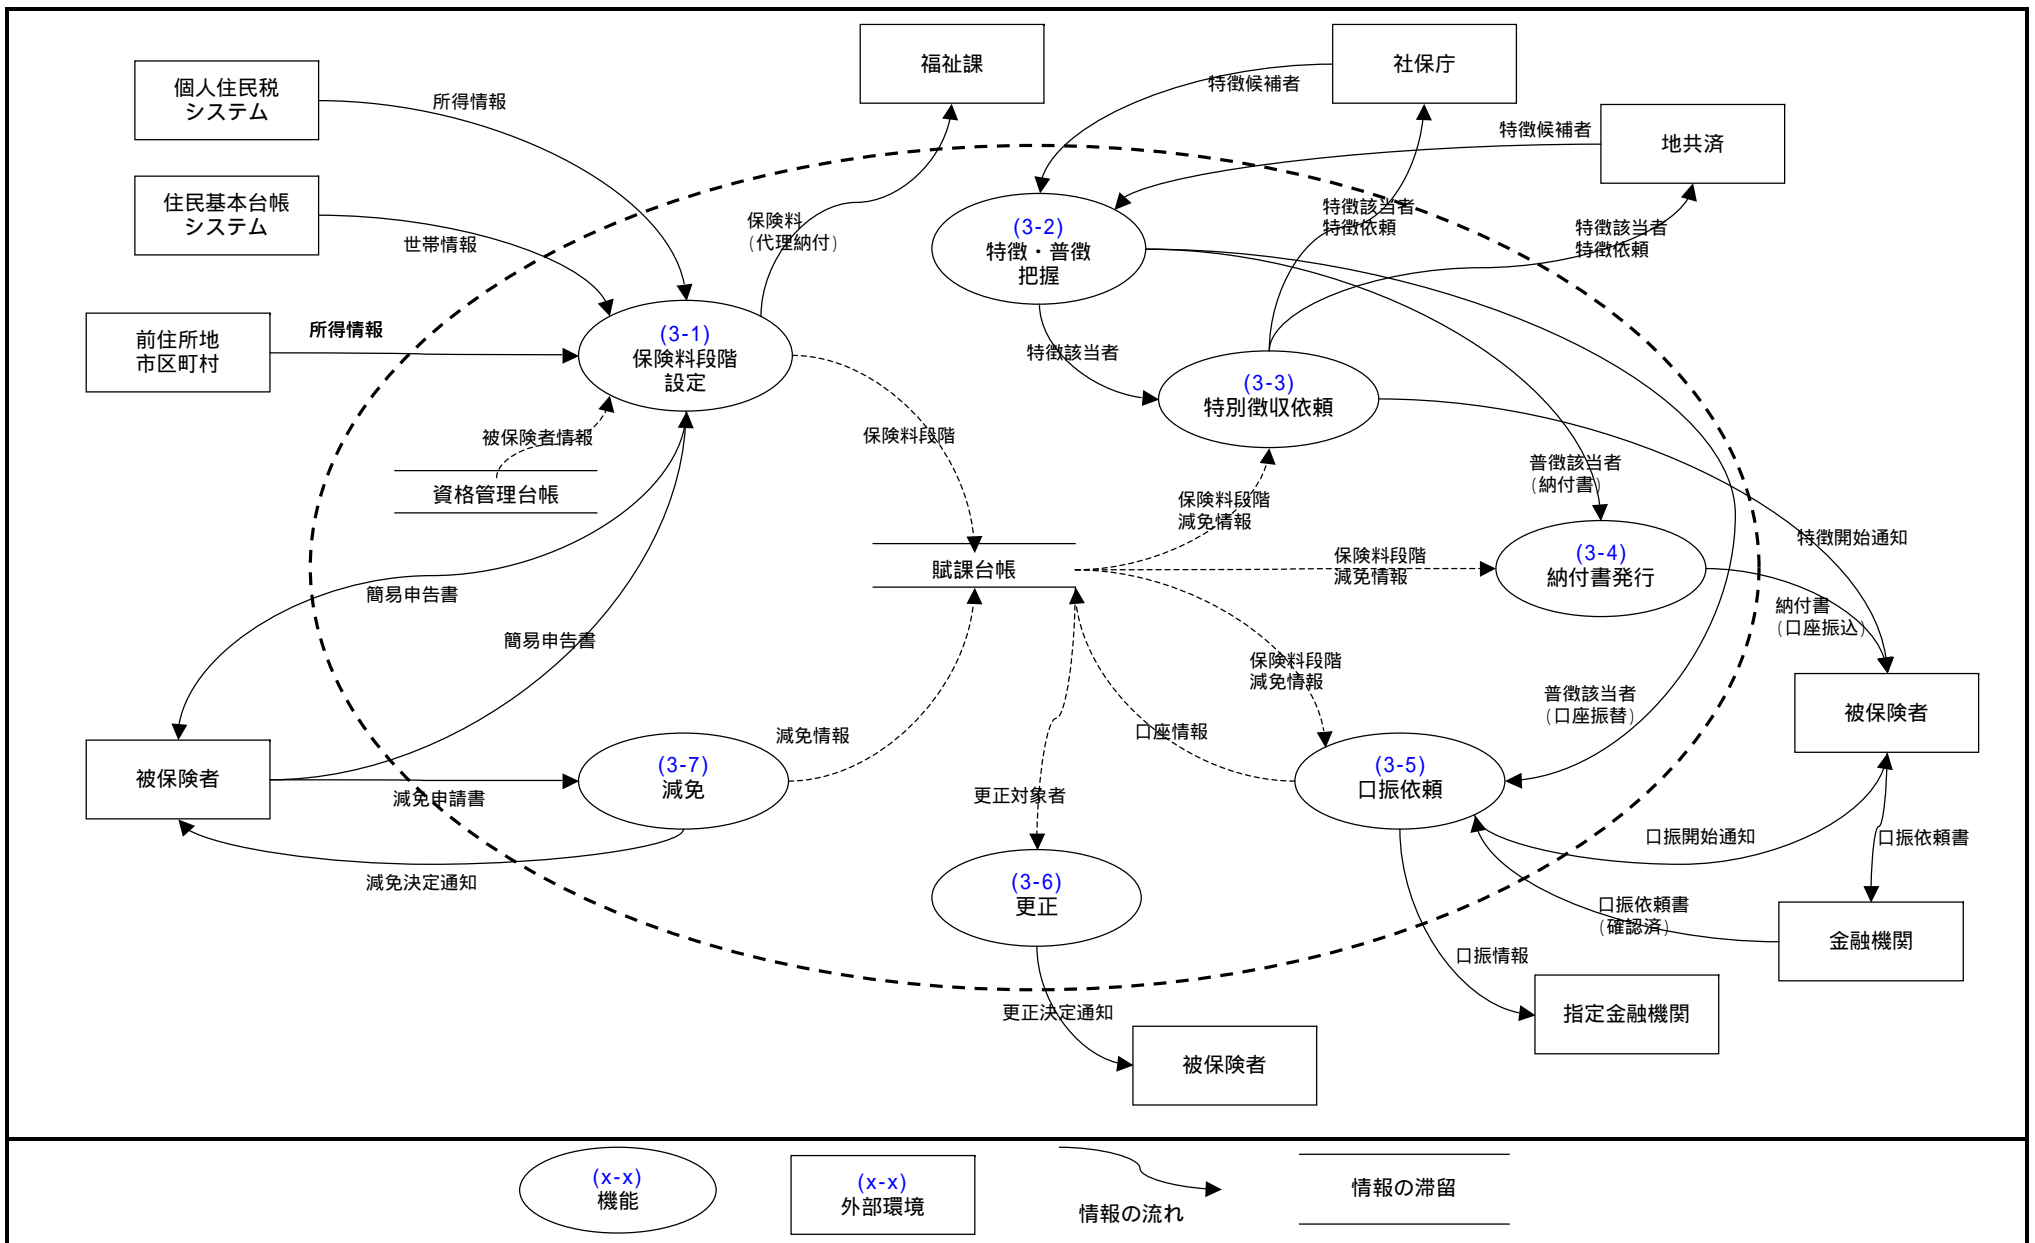 福祉課
社保庁
個人住民税
システム
所得情報
特徴候補者
特徴候補者
地共済
住民基本台帳
システム
世帯情報
保険料
(代理納付)
(3-2)
特徴・普徴
把握
特徴該当者
特徴依頼
特徴該当者
特徴依頼
前住所地
市区町村
所得情報
(3-1)
保険料段階
設定
特徴該当者
(3-3)
特別徴収依頼
被保険者情報
保険料段階
資格管理台帳
普徴該当者
(納付書)
保険料段階
減免情報
特徴開始通知
賦課台帳
保険料段階
減免情報
(3-4)
納付書発行
簡易申告書
納付書
(口座振込)
簡易申告書
保険料段階
減免情報
普徴該当者
(口座振替)
被保険者
被保険者
減免申請書
(3-7)
減免
減免情報
口座情報
(3-5)
口振依頼
更正対象者
口振開始通知
口振依頼書
減免決定通知
(3-6)
更正
口振依頼書
(確認済)
金融機関
口振情報
更正決定通知
指定金融機関
被保険者
(x-x)
機能
(x-x)
外部環境
情報の流れ
情報の滞留